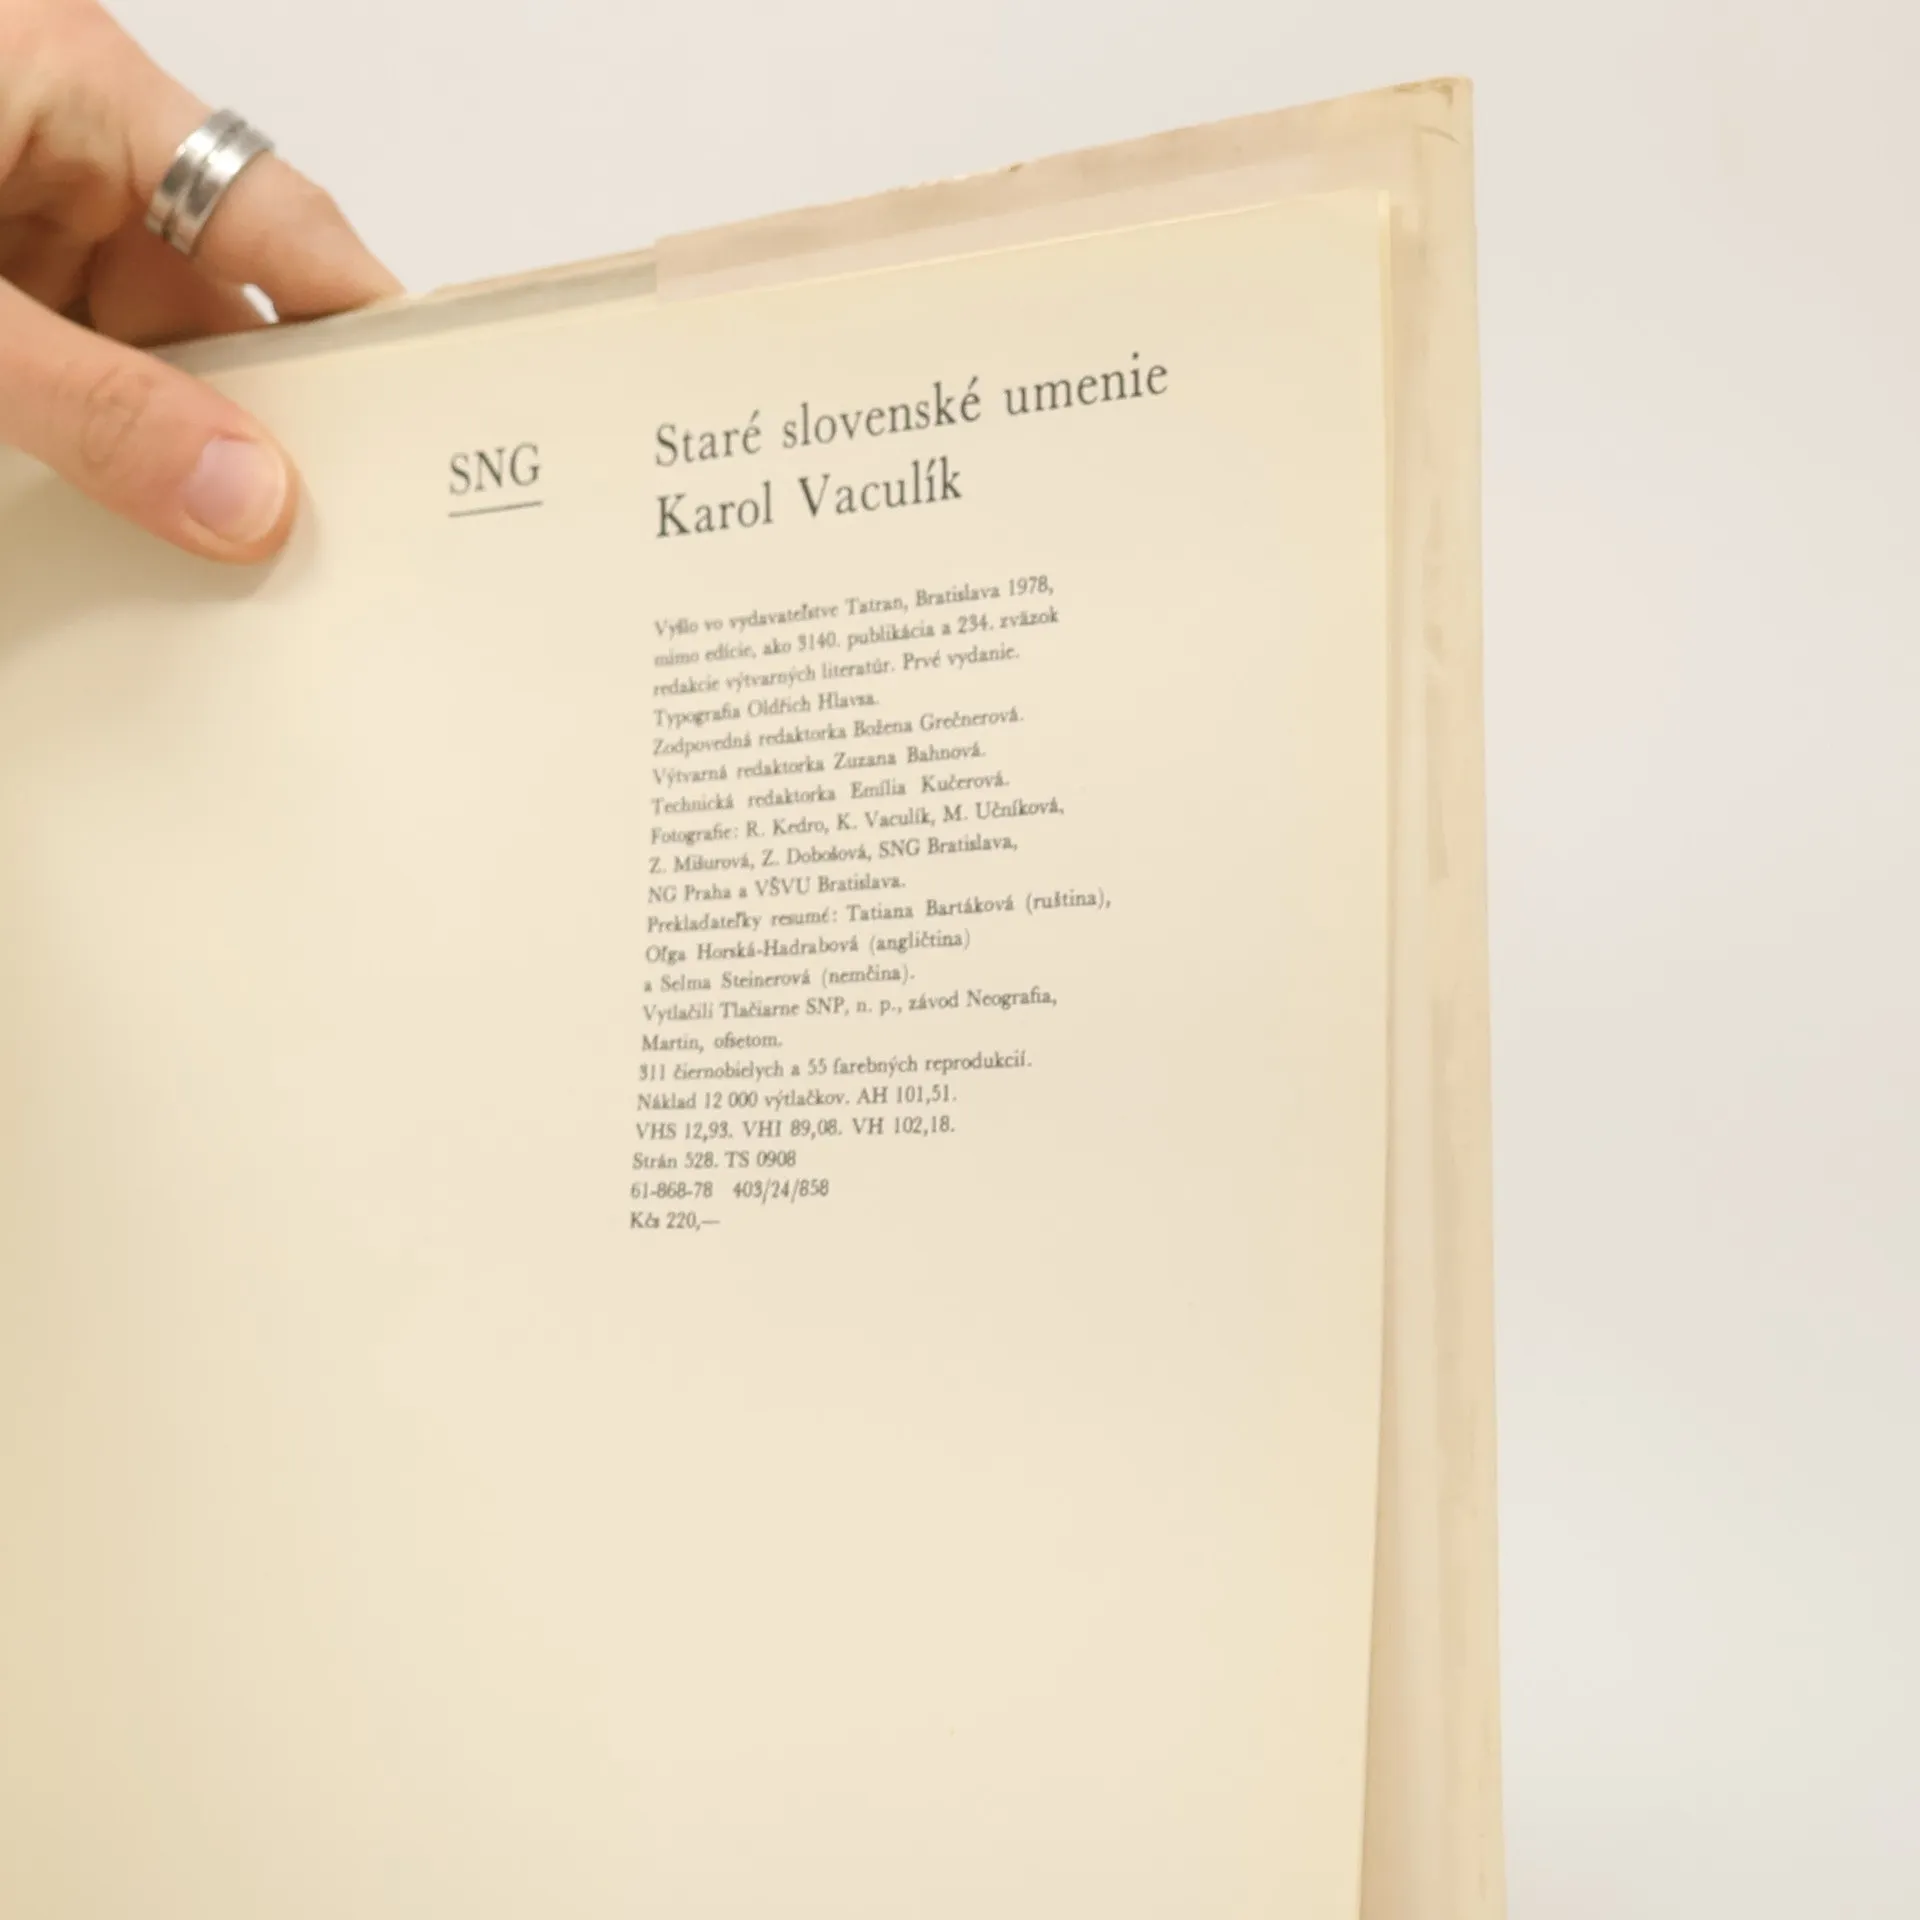 SNG
Staré slovenské umenie
Karol Vaculík
Vyšlo vo vydavateľstve Tatran, Bratislava 1978,
mimo edície, ako 3140. publikácia a 234. zväzok
redakcie výtvarných literatúr. Prvé vydanie.
Typografia Oldřich Hlavsa.
Zodpovedná redaktorka Božena Grečnerová.
Výtvarná redaktorka Zuzana Bahnová.
Technická redaktorka Emília Kučerová.
Fotografie: R. Kedro, K. Vaculík, M. Učníková,
Z. Mišurová, Z. Dobošová, SNG Bratislava,
NG Praha a VŠVU Bratislava.
Prekladateľky resumé: Tatiana Bartáková (ruština),
Oľga Horská-Hadrabová (angličtina)
a Selma Steinerová (nemčina).
Vytlačili Tlačiarne SNP, n. p., závod Neografia,
Martin, ofsetom.
311 čiernobielych a 55 farebných reprodukcií.
Náklad 12 000 výtlačkov. AH 101,51.
VHS 12,93. VHI 89,08. VH 102,18.
Strán 528. TS 0908
61-868-78 403/24/858
Kčs 220,—